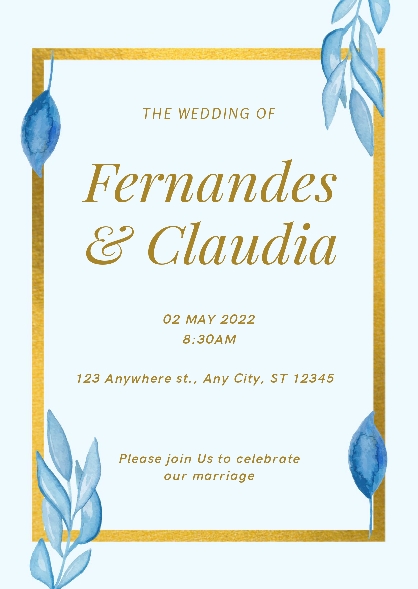 THE WEDDING OF
Fernandes
& Claudia
02 MAY 2022
8:30AM
123 Anywhere st., Any City, ST 12345
Please join Us to celebrate
our marriage